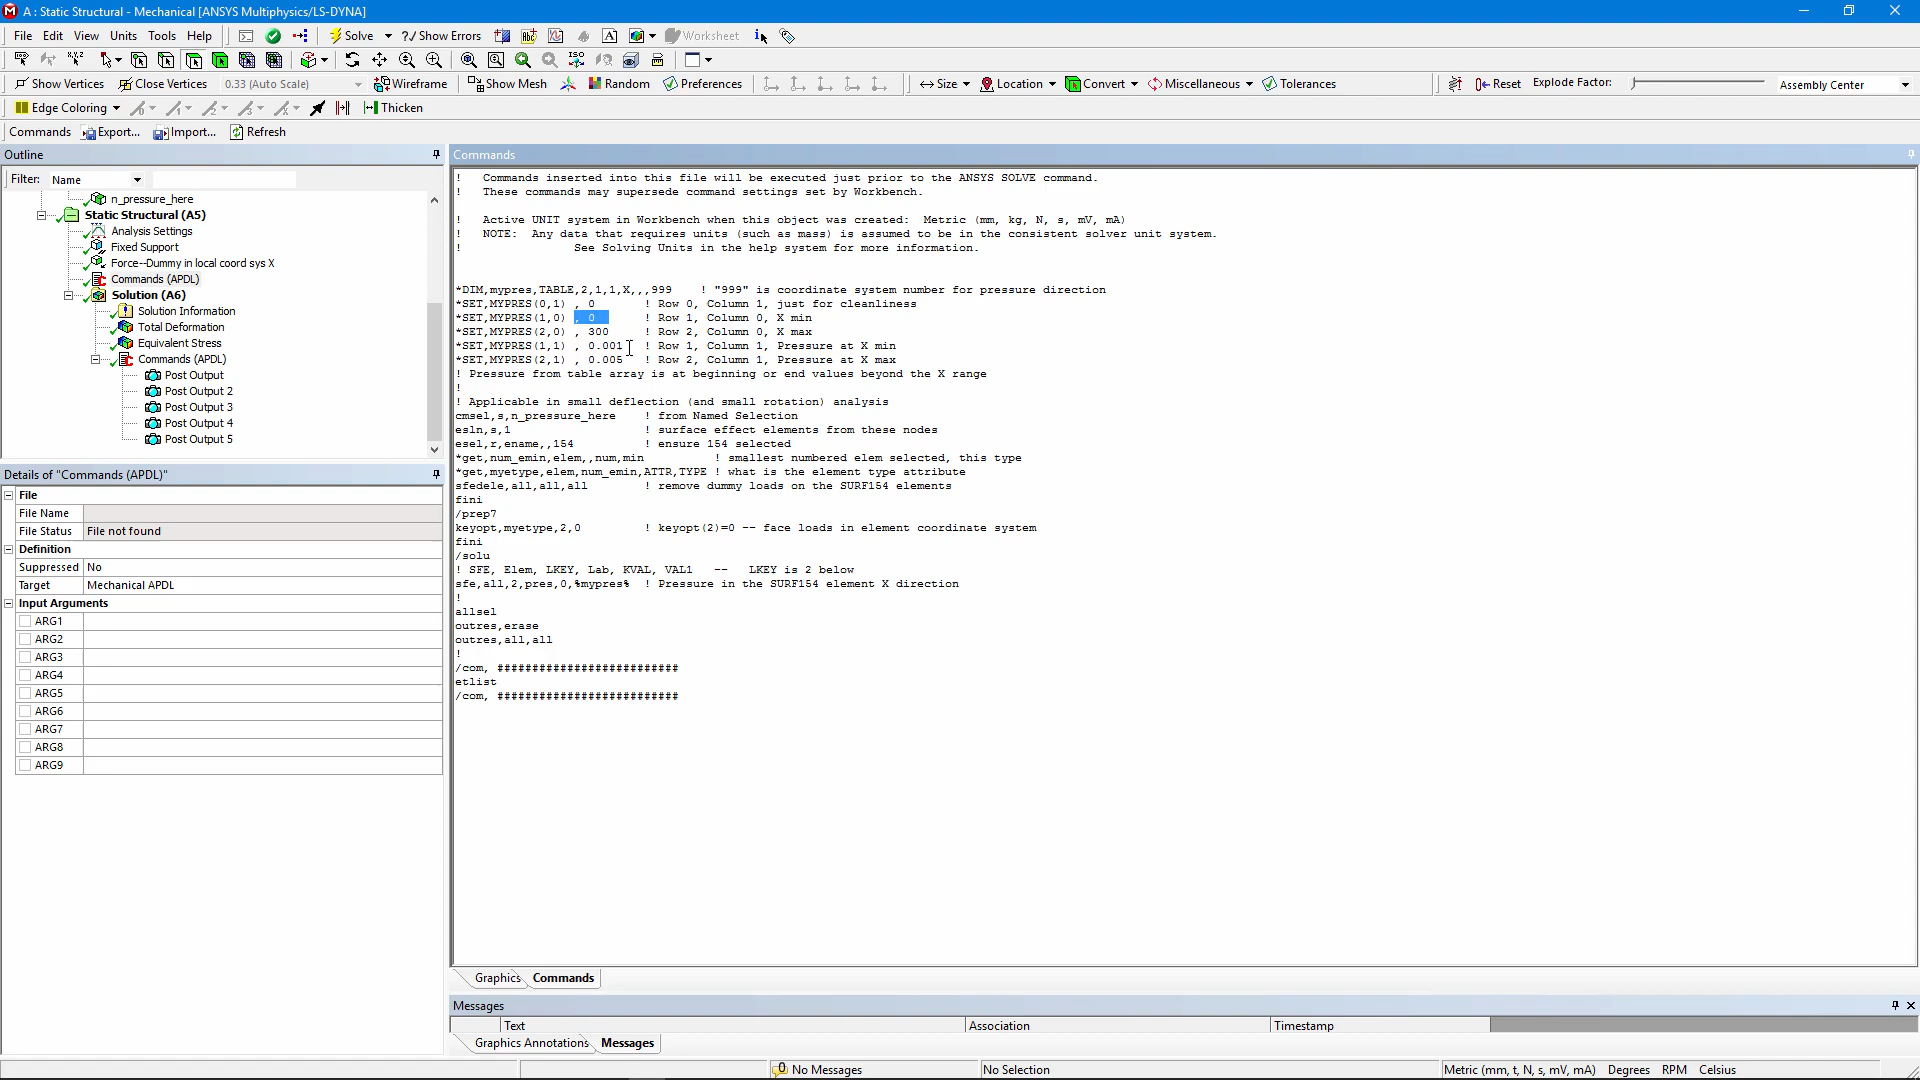 A : Static Structural - Mechanical [ANSYS Multiphysics/LS-DYNA]
File Edit View Units Tools Help Solve ?/ Show Errors Worksheet
Show Vertices Close Vertices 0.33 (Auto Scale) Wireframe Show Mesh Random Preferences Size Location Convert Miscellaneous Tolerances Reset Explode Factor: Assembly Center
Edge Coloring Thicken
Commands Export... Import... Refresh
Outline
Filter: Name
n_pressure_here
Static Structural (A5)
Analysis Settings
Fixed Support
Force--Dummy in local coord sys X
Commands (APDL)
Solution (A6)
Solution Information
Total Deformation
Equivalent Stress
Commands (APDL)
Post Output
Post Output 2
Post Output 3
Post Output 4
Post Output 5
Details of "Commands (APDL)"
File
File Name
File Status File not found
Definition
Suppressed No
Target Mechanical APDL
Input Arguments
ARG1
ARG2
ARG3
ARG4
ARG5
ARG6
ARG7
ARG8
ARG9
Commands
! Commands inserted into this file will be executed just prior to the ANSYS SOLVE command.
! These commands may supersede command settings set by Workbench.
! Active UNIT system in Workbench when this object was created: Metric (mm, kg, N, s, mV, mA)
! NOTE: Any data that requires units (such as mass) is assumed to be in the consistent solver unit system.
! See Solving Units in the help system for more information.
*DIM,mypres,TABLE,2,1,1,X,,,999 ! "999" is coordinate system number for pressure direction
*SET,MYPRES(0,1) , 0 ! Row 0, Column 1, just for cleanliness
*SET,MYPRES(1,0) , 0 ! Row 1, Column 0, X min
*SET,MYPRES(2,0) , 300 ! Row 2, Column 0, X max
*SET,MYPRES(1,1) , 0.001 ! Row 1, Column 1, Pressure at X min
*SET,MYPRES(2,1) , 0.005 ! Row 2, Column 1, Pressure at X max
! Pressure from table array is at beginning or end values beyond the X range
!
! Applicable in small deflection (and small rotation) analysis
cmsel,s,n_pressure_here ! from Named Selection
esln,s,1 ! surface effect elements from these nodes
esel,r,ename,,154 ! ensure 154 selected
*get,num_emin,elem,,num,min ! smallest numbered elem selected, this type
*get,myetype,elem,num_emin,ATTR,TYPE ! what is the element type attribute
sfedele,all,all,all ! remove dummy loads on the SURF154 elements
fini
/prep7
keyopt,myetype,2,0 ! keyopt(2)=0 -- face loads in element coordinate system
fini
/solu
! SFE, Elem, LKEY, Lab, KVAL, VAL1 -- LKEY is 2 below
sfe,all,2,pres,0,%mypres% ! Pressure in the SURF154 element X direction
!
allsel
outres,erase
outres,all,all
!
/com, ##########################
etlist
/com, ##########################
Graphics Commands
Messages
Text Association Timestamp
Graphics Annotations Messages
0 No Messages No Selection Metric (mm, t, N, s, mV, mA) Degrees RPM Celsius